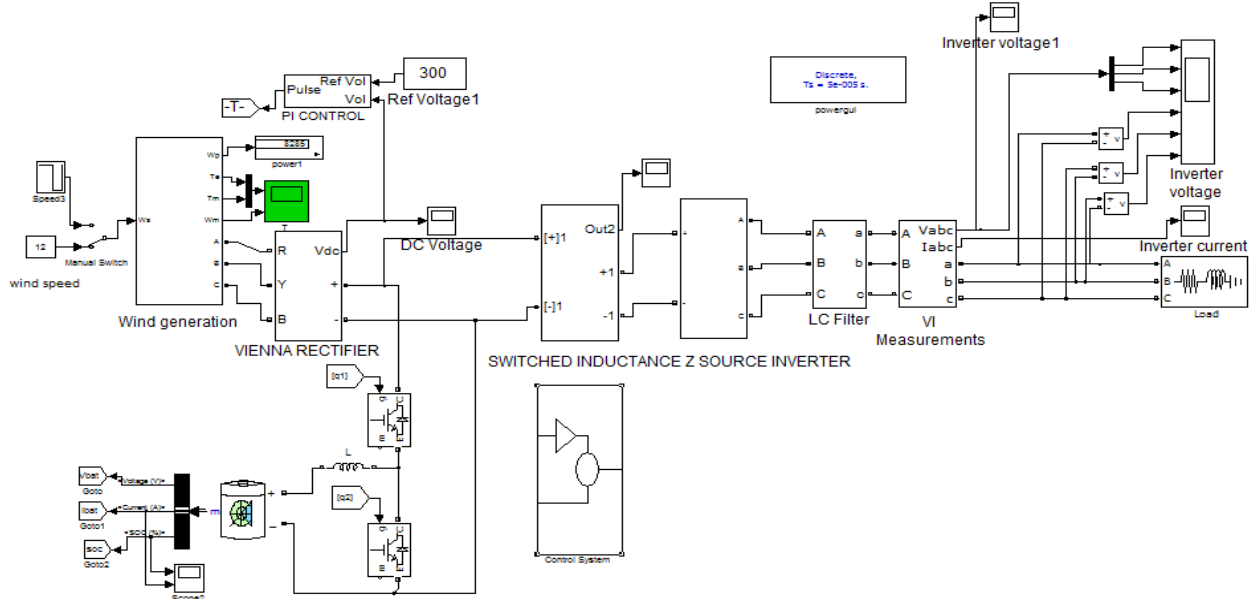 Inverter voltage1
300
Ref Vol
Pulse
Vol
Ref Voltage1
-T-
PI CONTROL
Discrete,
Ts = 5e-005 s.
powergui
8285
power1
Wp
Te
Tm
Wm
Ws
A
B
c
T
Speed3
12
Manual Switch
wind speed
Wind generation
R
Y
B
Vdc
+
-
VIENNA RECTIFIER
DC Voltage
[+]1
[-]1
Out2
+1
-1
+
-
A
B
c
SWITCHED INDUCTANCE Z SOURCE INVERTER
A
B
C
a
b
c
LC Filter
A
B
C
Vabc
Iabc
a
b
c
VI
Measurements
+
-
v
+
-
v
+
-
v
Inverter
voltage
Inverter current
A
B
C
Load
[q1]
g
C
m
E
L
[q2]
g
C
m
E
+
−
m
Vbat
Goto
<Voltage (V)>
Ibat
Goto1
<Current (A)>
soc
Goto2
<SOC (%)>
Scope2
Control System